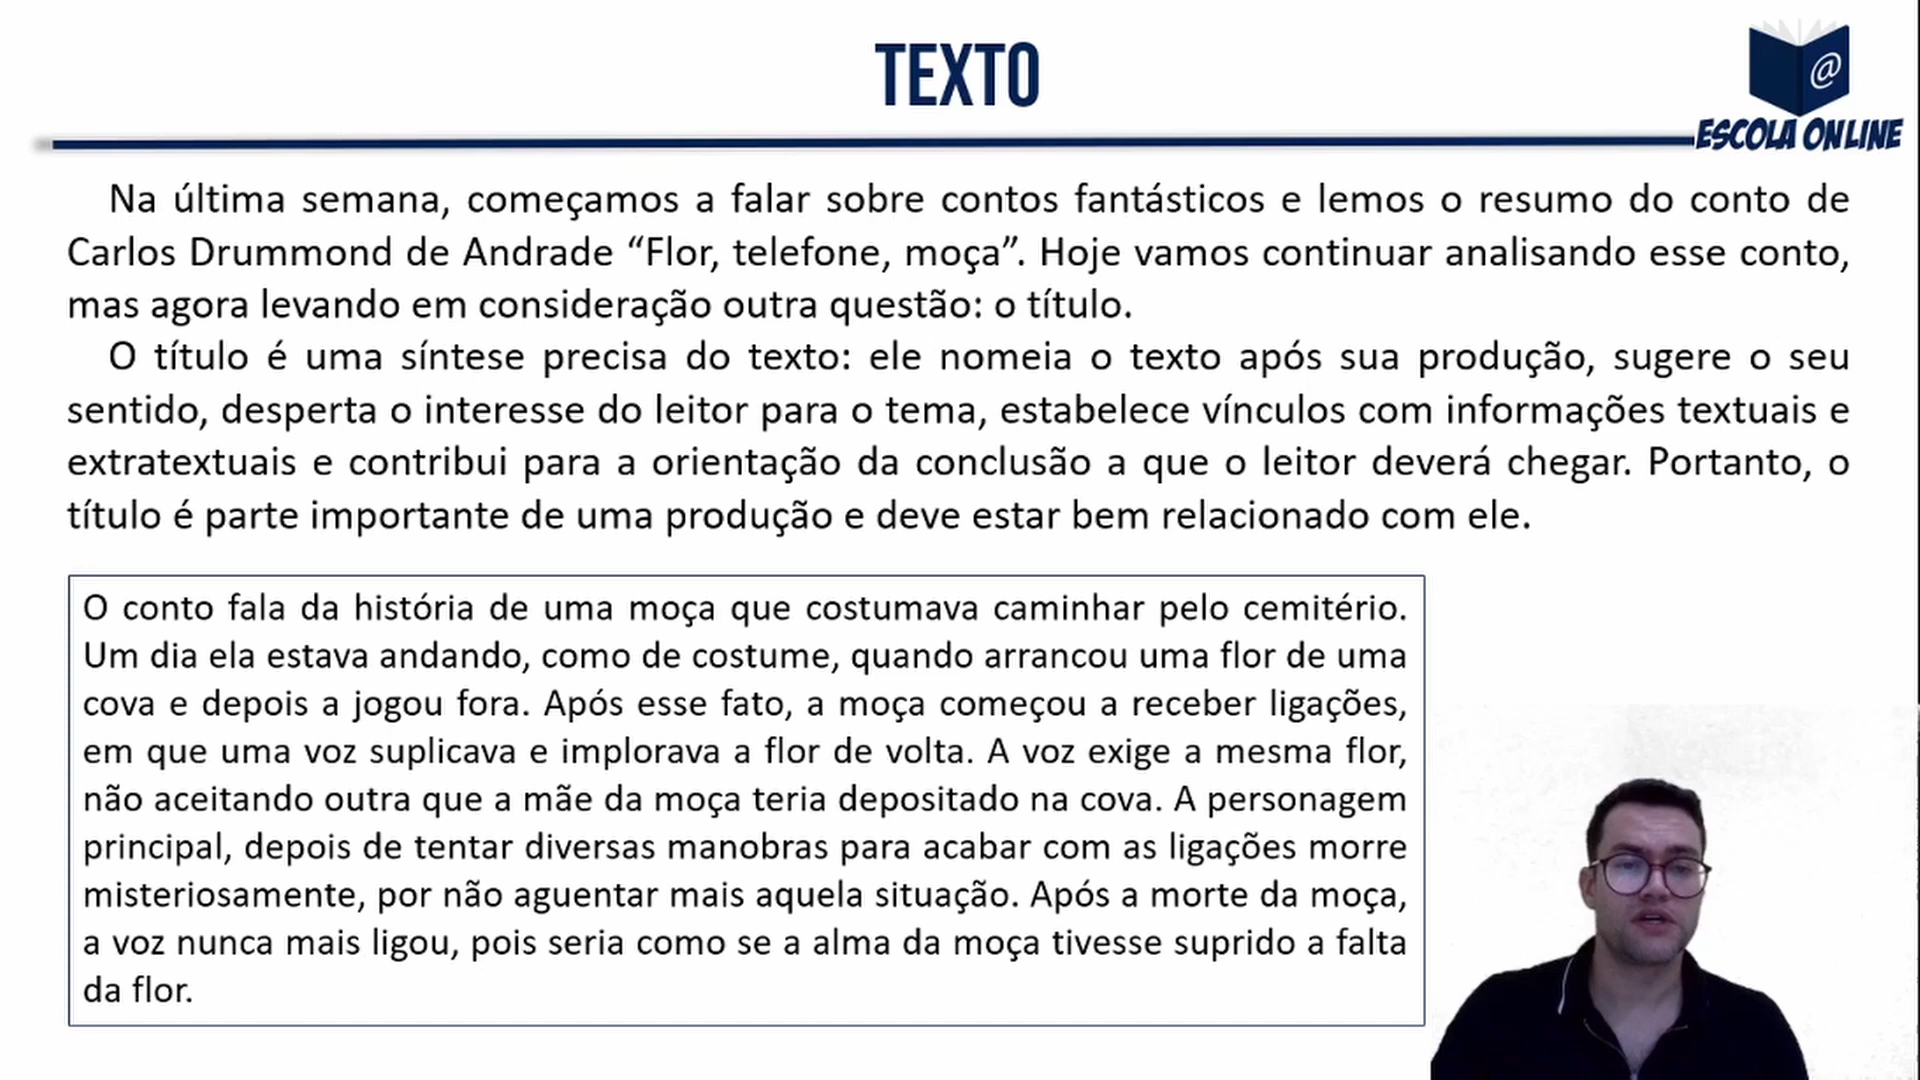 TEXTO
@
ESCOLA ONLINE
Na última semana, começamos a falar sobre contos fantásticos e lemos o resumo do conto de
Carlos Drummond de Andrade “Flor, telefone, moça”. Hoje vamos continuar analisando esse conto,
mas agora levando em consideração outra questão: o título.
O título é uma síntese precisa do texto: ele nomeia o texto após sua produção, sugere o seu
sentido, desperta o interesse do leitor para o tema, estabelece vínculos com informações textuais e
extratextuais e contribui para a orientação da conclusão a que o leitor deverá chegar. Portanto, o
título é parte importante de uma produção e deve estar bem relacionado com ele.
O conto fala da história de uma moça que costumava caminhar pelo cemitério.
Um dia ela estava andando, como de costume, quando arrancou uma flor de uma
cova e depois a jogou fora. Após esse fato, a moça começou a receber ligações,
em que uma voz suplicava e implorava a flor de volta. A voz exige a mesma flor,
não aceitando outra que a mãe da moça teria depositado na cova. A personagem
principal, depois de tentar diversas manobras para acabar com as ligações morre
misteriosamente, por não aguentar mais aquela situação. Após a morte da moça,
a voz nunca mais ligou, pois seria como se a alma da moça tivesse suprido a falta
da flor.